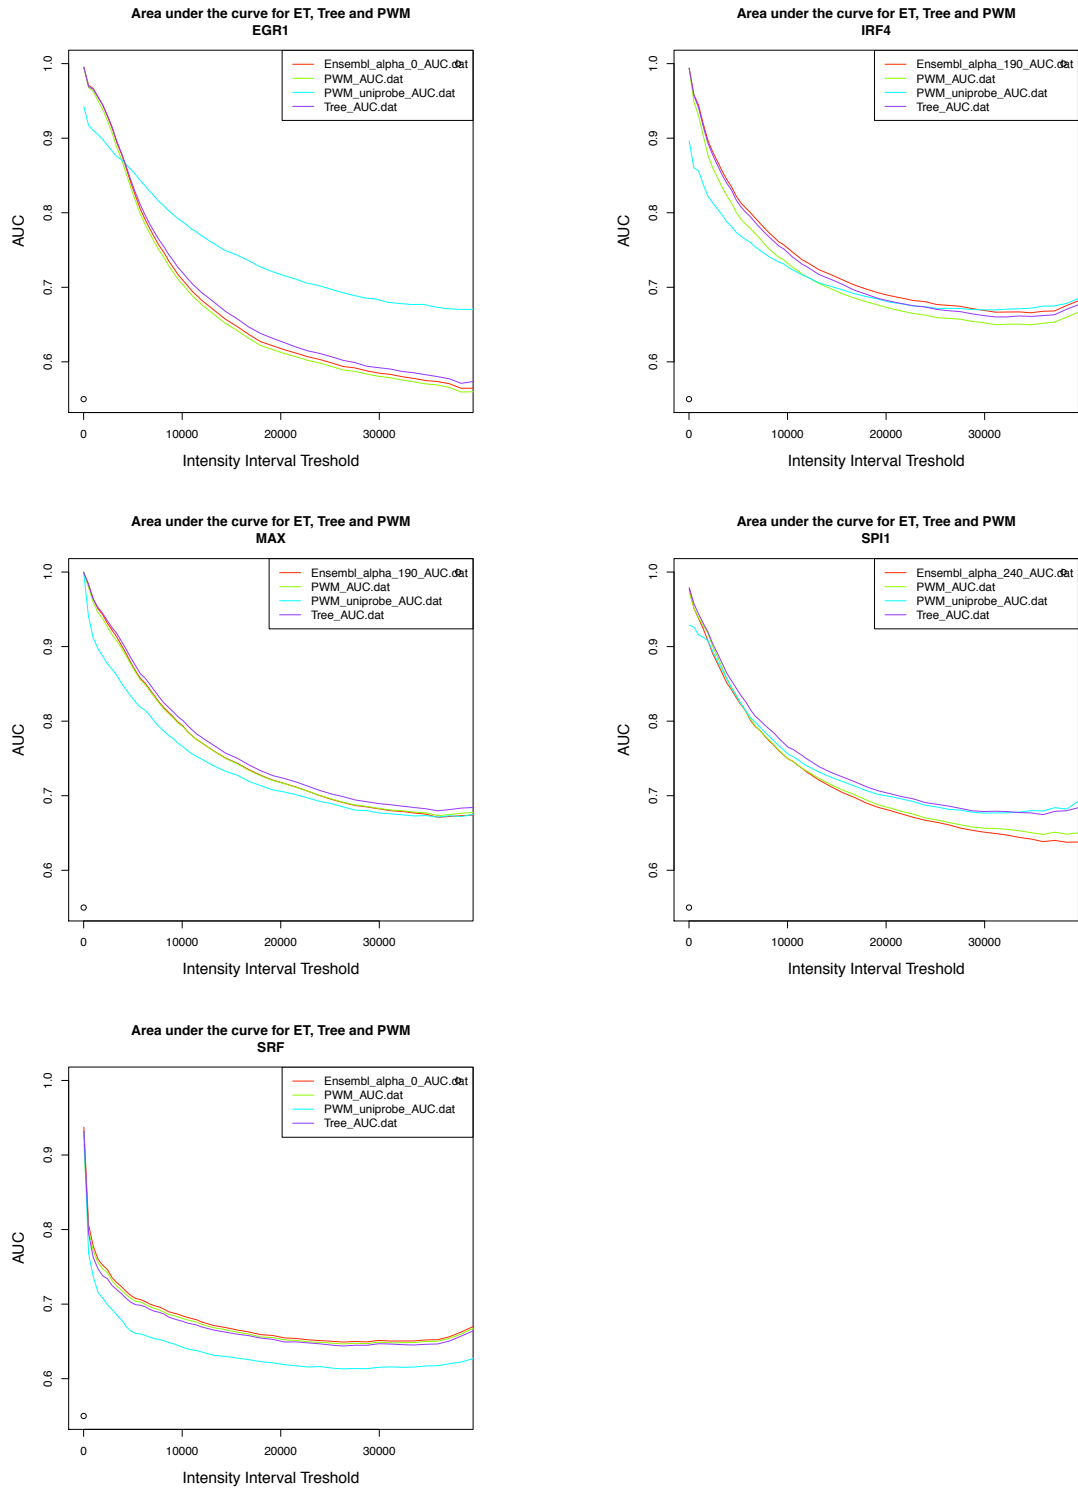 Area under the curve for ET, Tree and PWM
EGR1
Ensembl_alpha_0_AUC.dat
PWM_AUC.dat
PWM_uniprobe_AUC.dat
Tree_AUC.dat
AUC
1.0
0.9
0.8
0.7
0.6
0 10000 20000 30000
Intensity Interval Treshold
Area under the curve for ET, Tree and PWM
IRF4
Ensembl_alpha_190_AUC.dat
PWM_AUC.dat
PWM_uniprobe_AUC.dat
Tree_AUC.dat
AUC
1.0
0.9
0.8
0.7
0.6
0 10000 20000 30000
Intensity Interval Treshold
Area under the curve for ET, Tree and PWM
MAX
Ensembl_alpha_190_AUC.dat
PWM_AUC.dat
PWM_uniprobe_AUC.dat
Tree_AUC.dat
AUC
1.0
0.9
0.8
0.7
0.6
0 10000 20000 30000
Intensity Interval Treshold
Area under the curve for ET, Tree and PWM
SPI1
Ensembl_alpha_240_AUC.dat
PWM_AUC.dat
PWM_uniprobe_AUC.dat
Tree_AUC.dat
AUC
1.0
0.9
0.8
0.7
0.6
0 10000 20000 30000
Intensity Interval Treshold
Area under the curve for ET, Tree and PWM
SRF
Ensembl_alpha_0_AUC.dat
PWM_AUC.dat
PWM_uniprobe_AUC.dat
Tree_AUC.dat
AUC
1.0
0.9
0.8
0.7
0.6
0 10000 20000 30000
Intensity Interval Treshold